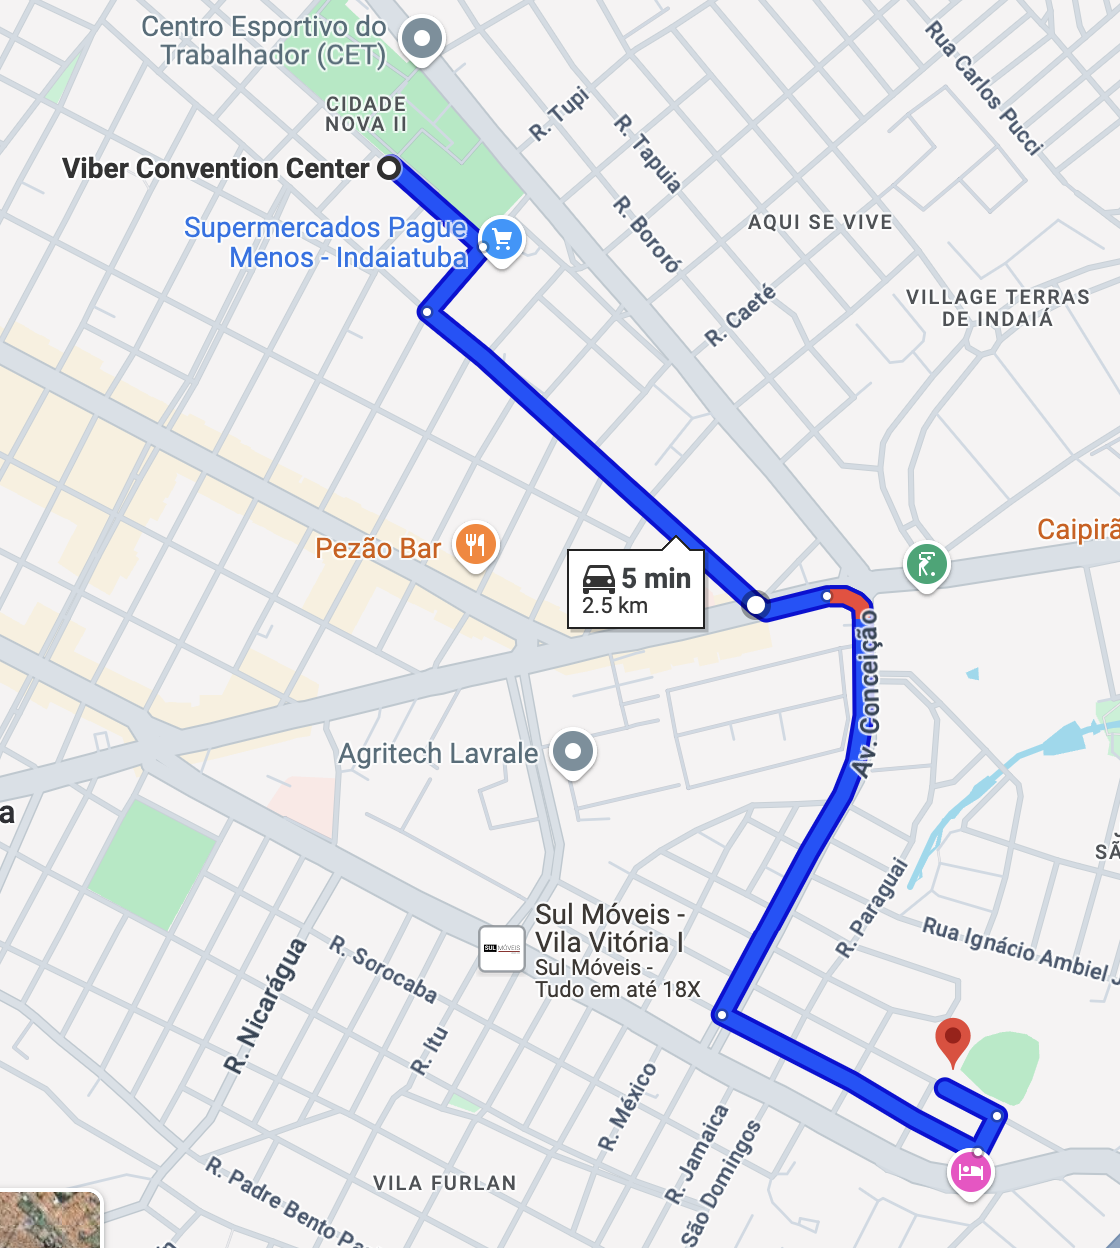 Centro Esportivo do
Trabalhador (CET)
CIDADE
NOVA II
R. Tupi
R. Tapuia
Rua Carlos Pucci
Viber Convention Center
Supermercados Pague
Menos - Indaiatuba
R. Bororó
AQUI SE VIVE
R. Caeté
VILLAGE TERRAS
DE INDAIÁ
Pezão Bar
Caipirã
5 min
2.5 km
Av. Conceição
Agritech Lavrale
a
SÃ
R. Paraguai
Sul Móveis -
Vila Vitória I
Sul Móveis -
Tudo em até 18X
SUL MÓVEIS
Rua Ignácio Ambiel J
R. Sorocaba
R. Nicarágua
R. Itu
R. México
R. Jamaica
São Domingos
VILA FURLAN
R. Padre Bento Pa